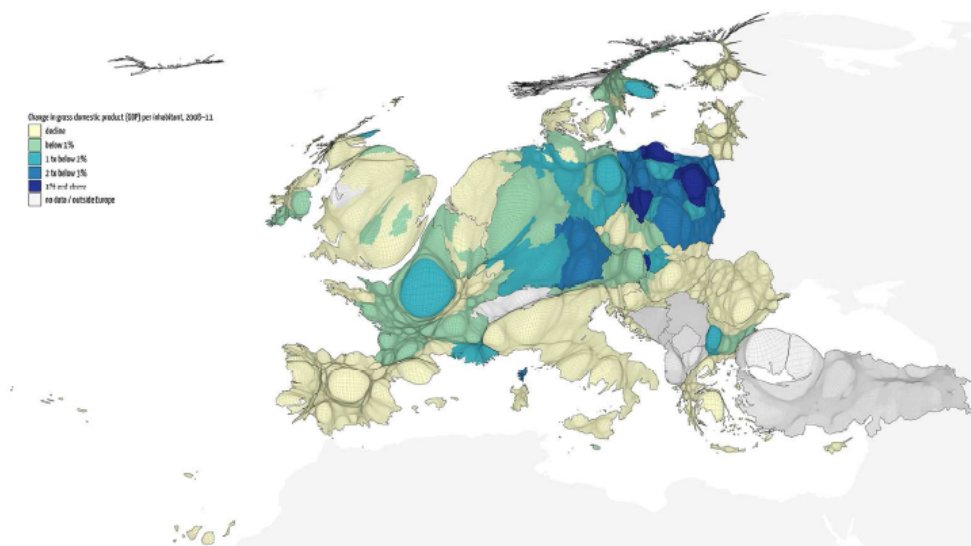 Change in gross domestic product (GDP) per inhabitant, 2008–11
decline
below 1%
1 to below 2%
2 to below 3%
3% and above
no data / outside Europe